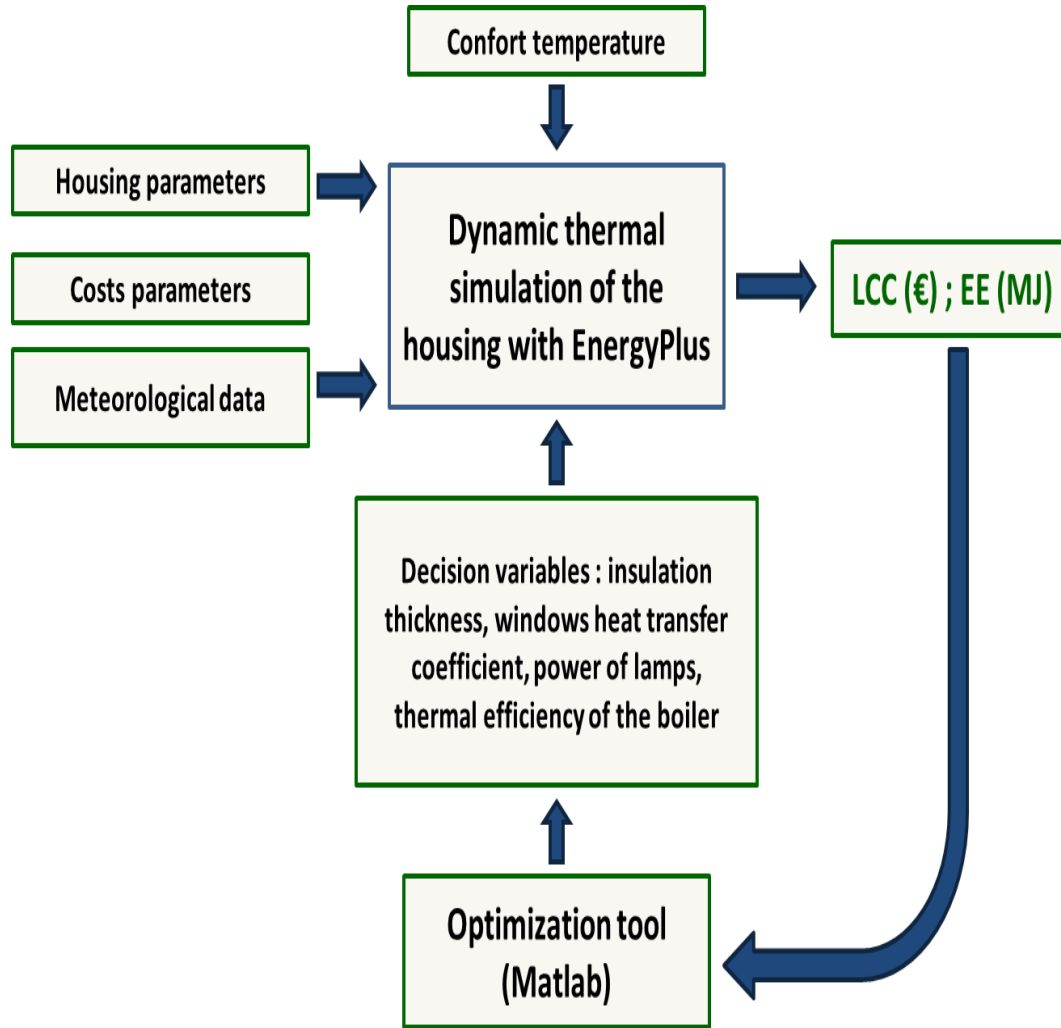 Confort temperature
Housing parameters
Costs parameters
Meteorological data
Dynamic thermal
simulation of the
housing with EnergyPlus
LCC (€) ; EE (MJ)
Decision variables : insulation
thickness, windows heat transfer
coefficient, power of lamps,
thermal efficiency of the boiler
Optimization tool
(Matlab)